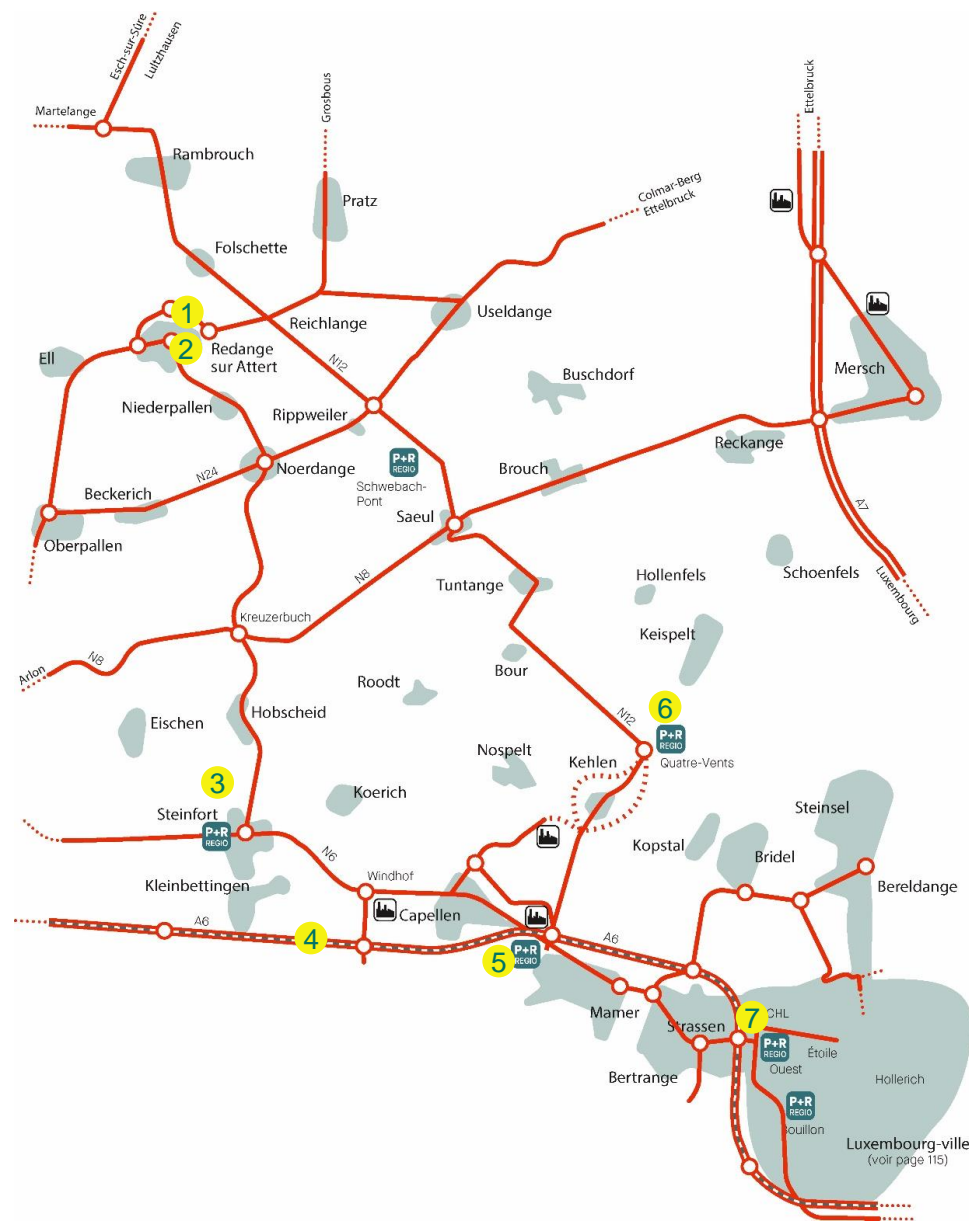 Esch-sur-Sûre
Lultzhausen
Martelange
Rambrouch
Grosbous
Pratz
Ettelbruck
Colmar-Berg
Ettelbruck
Folschette
1
2
Redange
sur Attert
Reichlange
Useldange
Ell
N12
Mersch
Buschdorf
Niederpallen
Rippweiler
Reckange
Noerdange
P+R
REGIO
Schwebach-
Pont
Brouch
N24
Beckerich
Saeul
A7
Oberpallen
N8
Tuntange
Hollenfels
Schoenfels
Luxembourg
Kreuzerbuch
Keispelt
Arlon
N8
Bour
Roodt
Hobscheid
Eischen
N12
6
P+R
REGIO
Quatre-Vents
Nospelt
Kehlen
3
Koerich
Steinfort
P+R
REGIO
Steinsel
Kopstal
Bridel
N6
Windhof
Kleinbettingen
Bereldange
Capellen
A6
4
5
P+R
REGIO
A6
Mamer
Strassen
7
CHL
P+R
REGIO
Ouest
Étoile
Bertrange
Hollerich
P+R
REGIO
ouillon
Luxembourg-ville
(voir page 115)